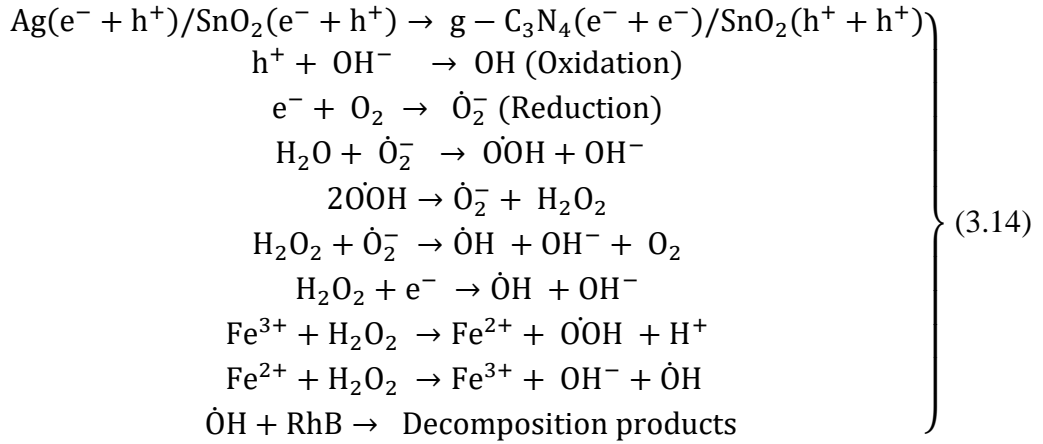 Ag(e⁻ + h⁺)/SnO₂(e⁻ + h⁺) → g − C₃N₄(e⁻ + e⁻)/SnO₂(h⁺ + h⁺)
h⁺ + OH⁻ → OH (Oxidation)
e⁻ + O₂ → Ȯ₂⁻ (Reduction)
H₂O + Ȯ₂⁻ → OȮH + OH⁻
2OȮH → Ȯ₂⁻ + H₂O₂
H₂O₂ + Ȯ₂⁻ → ȮH + OH⁻ + O₂
H₂O₂ + e⁻ → ȮH + OH⁻
Fe³⁺ + H₂O₂ → Fe²⁺ + OȮH + H⁺
Fe²⁺ + H₂O₂ → Fe³⁺ + OH⁻ + ȮH
ȮH + RhB → Decomposition products
(3.14)